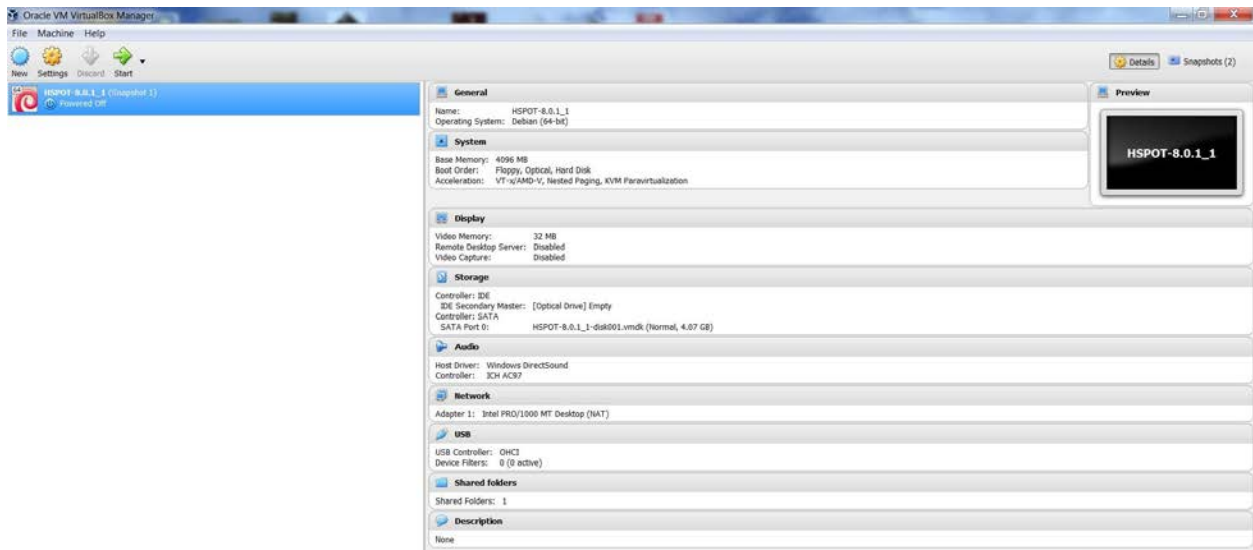 Oracle VM VirtualBox Manager
File Machine Help
New Settings Discard Start
Details Snapshots (2)
64
HSPOT-8.0.1_1 (Snapshot 1)
Powered Off
General
Name: HSPOT-8.0.1_1
Operating System: Debian (64-bit)
System
Base Memory: 4096 MB
Boot Order: Floppy, Optical, Hard Disk
Acceleration: VT-x/AMD-V, Nested Paging, KVM Paravirtualization
Preview
HSPOT-8.0.1_1
Display
Video Memory: 32 MB
Remote Desktop Server: Disabled
Video Capture: Disabled
Storage
Controller: IDE
IDE Secondary Master: [Optical Drive] Empty
Controller: SATA
SATA Port 0: HSPOT-8.0.1_1-disk001.vmdk (Normal, 4.07 GB)
Audio
Host Driver: Windows DirectSound
Controller: ICH AC97
Network
Adapter 1: Intel PRO/1000 MT Desktop (NAT)
USB
USB Controller: OHCI
Device Filters: 0 (0 active)
Shared folders
Shared Folders: 1
Description
None